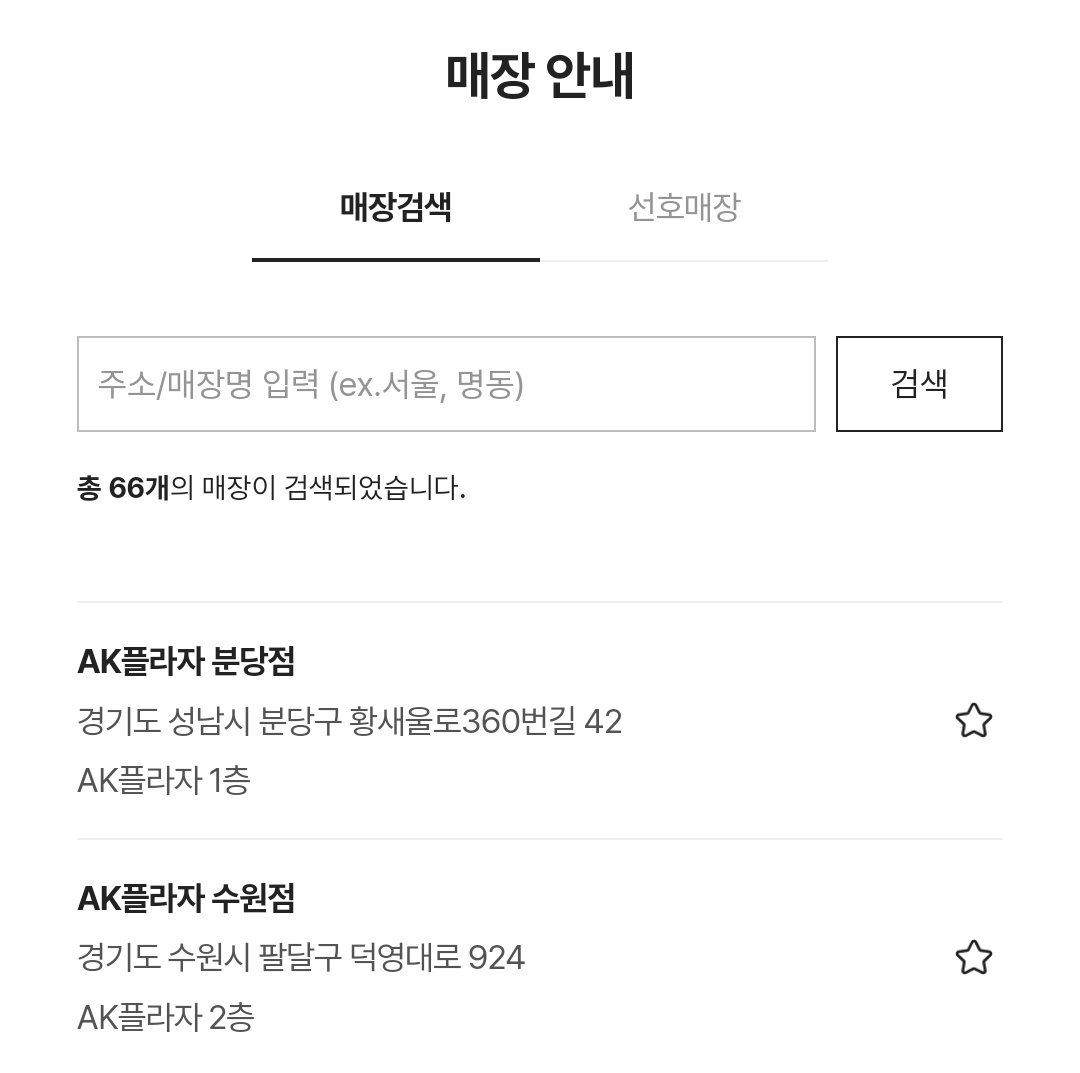 매장 안내
매장검색
선호매장
주소/매장명 입력 (ex.서울, 명동)
검색
총 66개의 매장이 검색되었습니다.
AK플라자 분당점
경기도 성남시 분당구 황새울로360번길 42
AK플라자 1층
AK플라자 수원점
경기도 수원시 팔달구 덕영대로 924
AK플라자 2층